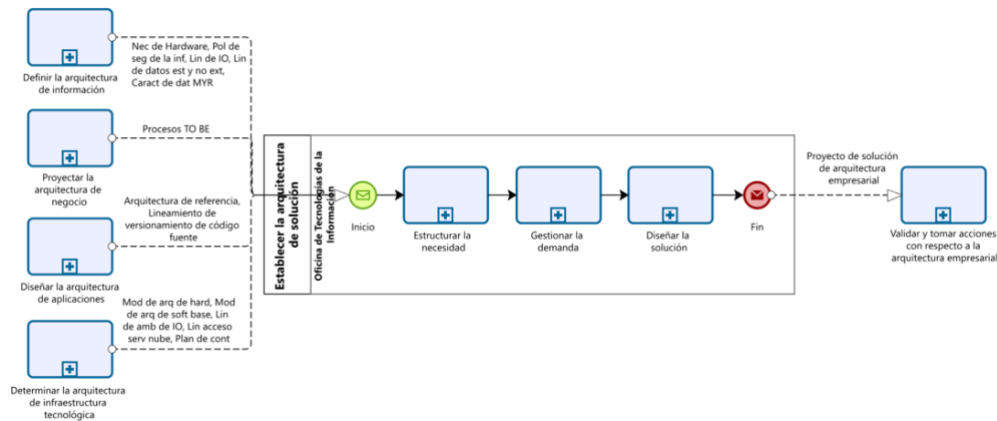 Nec de Hardware, Pol de
seg de la inf, Lin de IO, Lin
de datos est y no ext,
Caract de dat MYR
Definir la arquitectura
de información
Procesos TO BE
Proyectar la
arquitectura de
negocio
Arquitectura de referencia,
Lineamiento de
versionamiento de código
fuente
Diseñar la arquitectura
de aplicaciones
Mod de arq de hard, Mod
de arq de soft base, Lin
de amb de IO, Lin acceso
serv nube, Plan de cont
Determinar la arquitectura
de infraestructura
tecnológica
Establecer la arquitectura
de solución
Oficina de Tecnologías de la
Información
Inicio
Estructurar la
necesidad
Gestionar la
demanda
Diseñar la
solución
Fin
Proyecto de solución
de arquitectura
empresarial
Validar y tomar acciones
con respecto a la
arquitectura empresarial